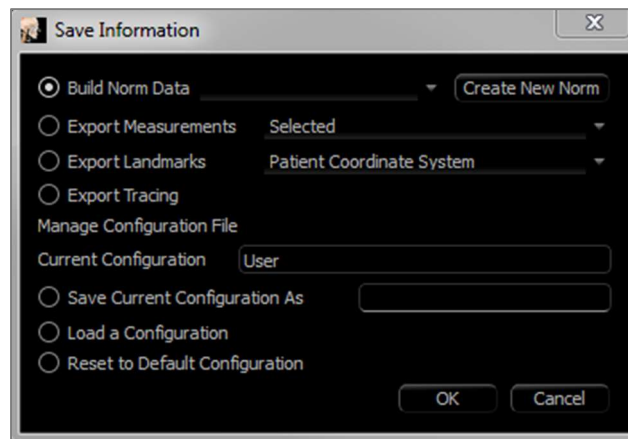 Save Information
Build Norm Data Create New Norm
Export Measurements Selected
Export Landmarks Patient Coordinate System
Export Tracing
Manage Configuration File
Current Configuration User
Save Current Configuration As
Load a Configuration
Reset to Default Configuration
OK Cancel